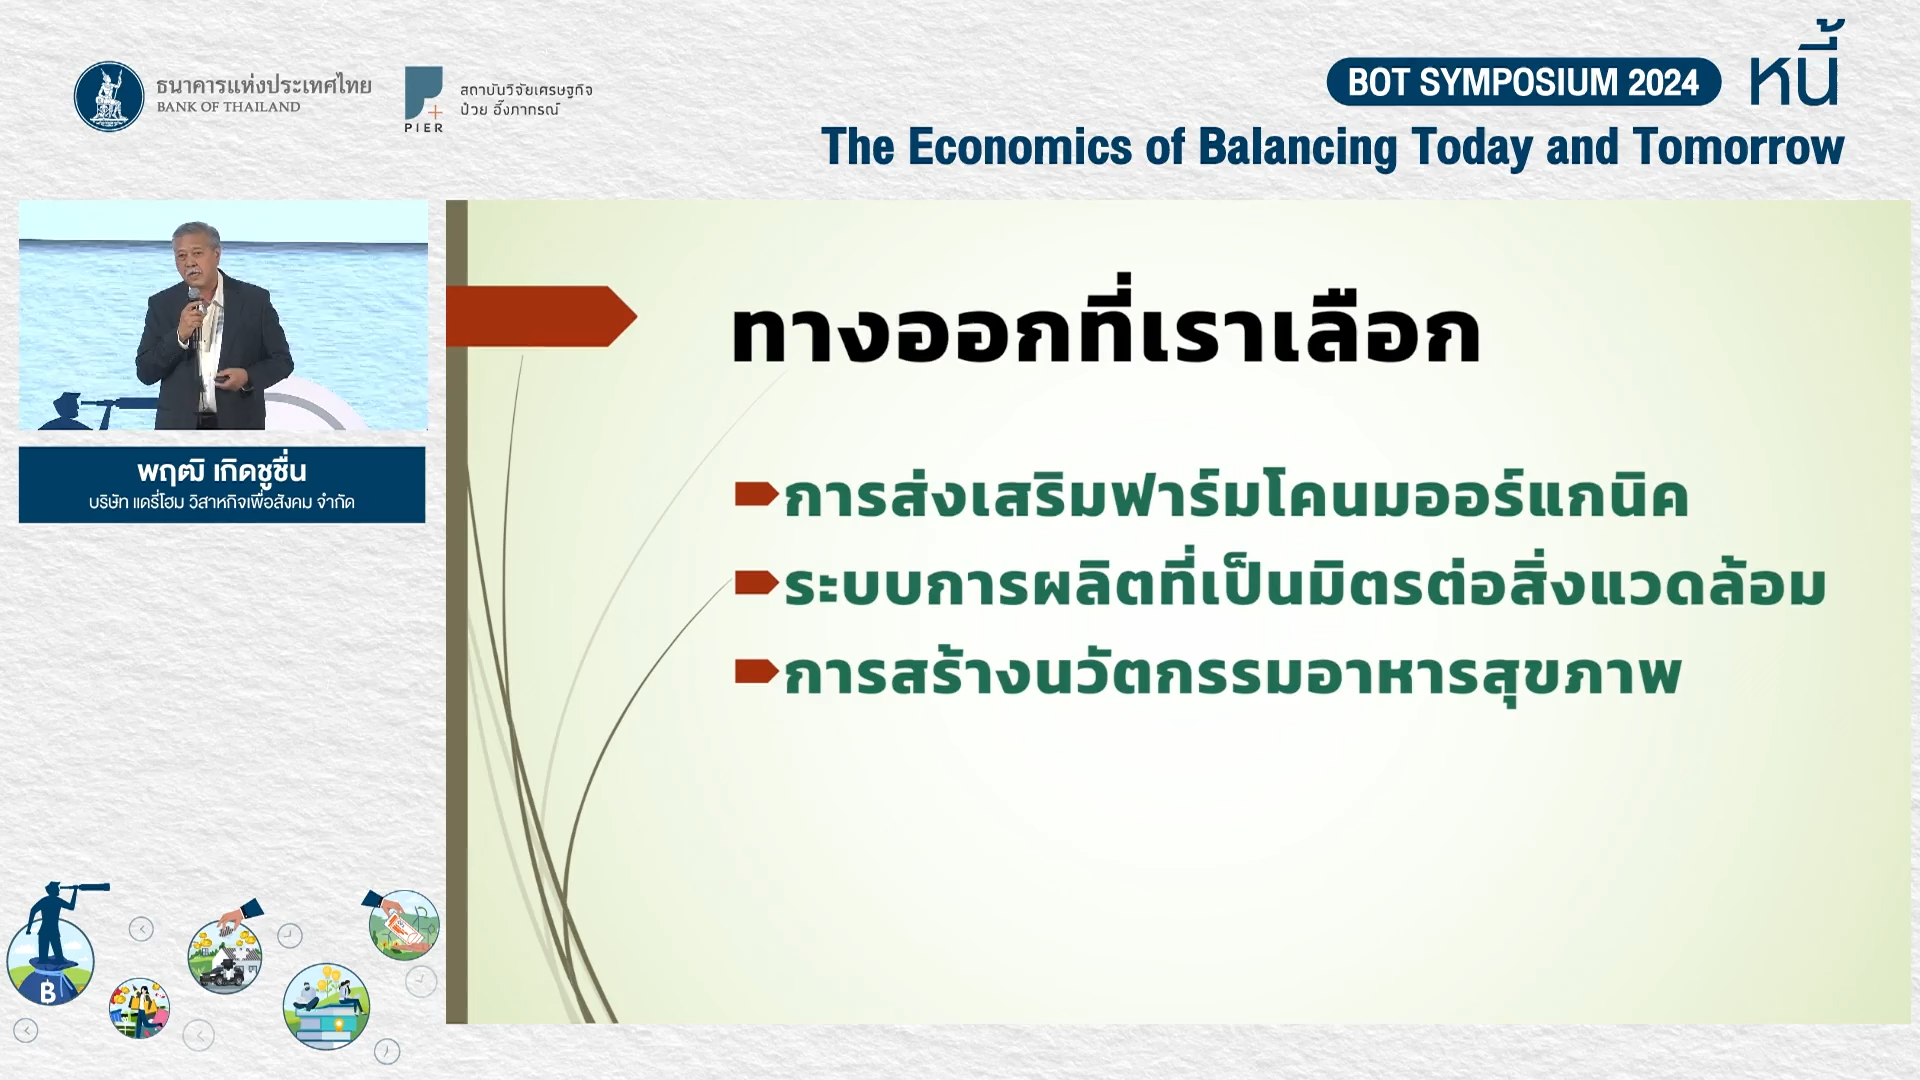 ธนาคารแห่งประเทศไทย
BANK OF THAILAND
PIER
สถาบันวิจัยเศรษฐกิจ
ป๋วย อึ๊งภากรณ์
BOT SYMPOSIUM 2024
หนี้
The Economics of Balancing Today and Tomorrow
พฤฒิ เกิดชูชื่น
บริษัท แดรี่โฮม วิสาหกิจเพื่อสังคม จำกัด
ทางออกที่เราเลือก
การส่งเสริมฟาร์มโคนมออร์แกนิค
ระบบการผลิตที่เป็นมิตรต่อสิ่งแวดล้อม
การสร้างนวัตกรรมอาหารสุขภาพ
฿